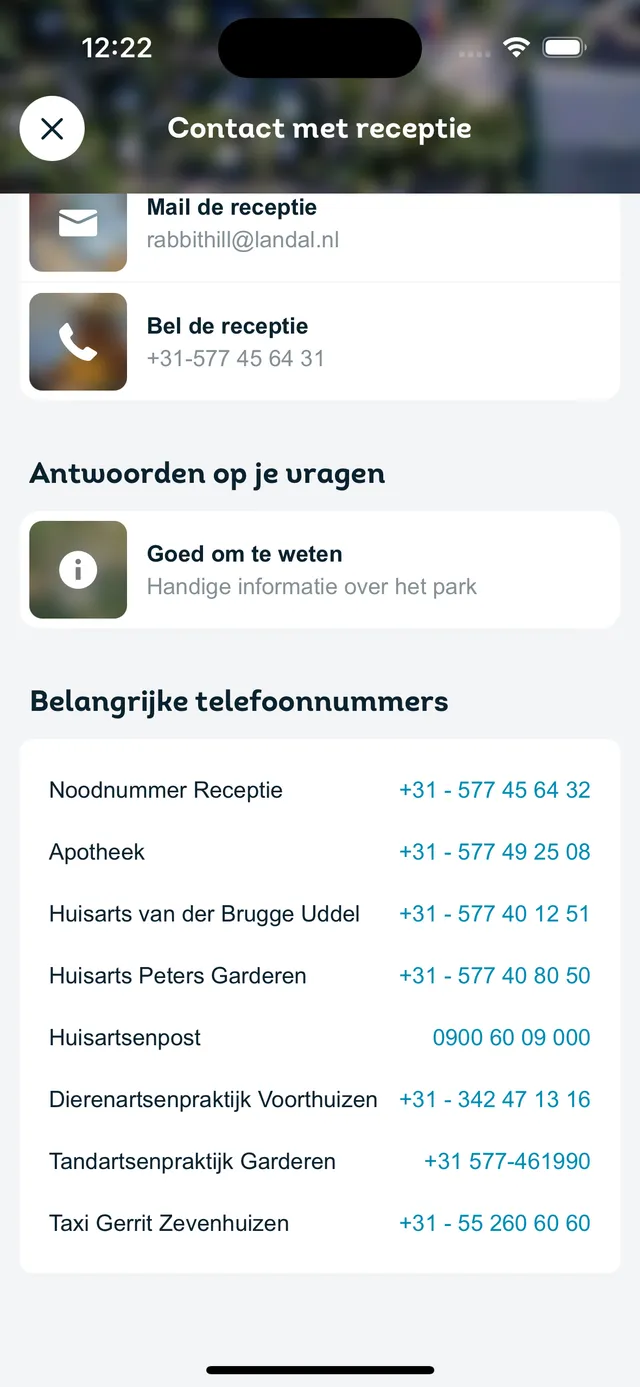 12:22
Contact met receptie
Mail de receptie
rabbithill@landal.nl
Bel de receptie
+31-577 45 64 31
Antwoorden op je vragen
Goed om te weten
Handige informatie over het park
Belangrijke telefoonnummers
Noodnummer Receptie +31 - 577 45 64 32
Apotheek +31 - 577 49 25 08
Huisarts van der Brugge Uddel +31 - 577 40 12 51
Huisarts Peters Garderen +31 - 577 40 80 50
Huisartsenpost 0900 60 09 000
Dierenartsenpraktijk Voorthuizen +31 - 342 47 13 16
Tandartsenpraktijk Garderen +31 577-461990
Taxi Gerrit Zevenhuizen +31 - 55 260 60 60